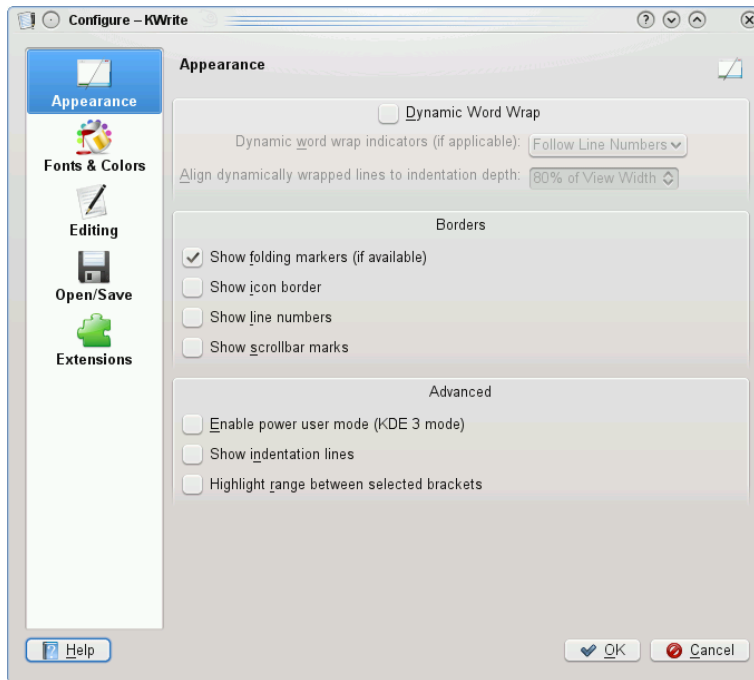 Configure – KWrite
Appearance
Fonts & Colors
Editing
Open/Save
Extensions
Appearance
Dynamic Word Wrap
Dynamic word wrap indicators (if applicable): Follow Line Numbers
Align dynamically wrapped lines to indentation depth: 80% of View Width
Borders
Show folding markers (if available)
Show icon border
Show line numbers
Show scrollbar marks
Advanced
Enable power user mode (KDE 3 mode)
Show indentation lines
Highlight range between selected brackets
Help OK Cancel